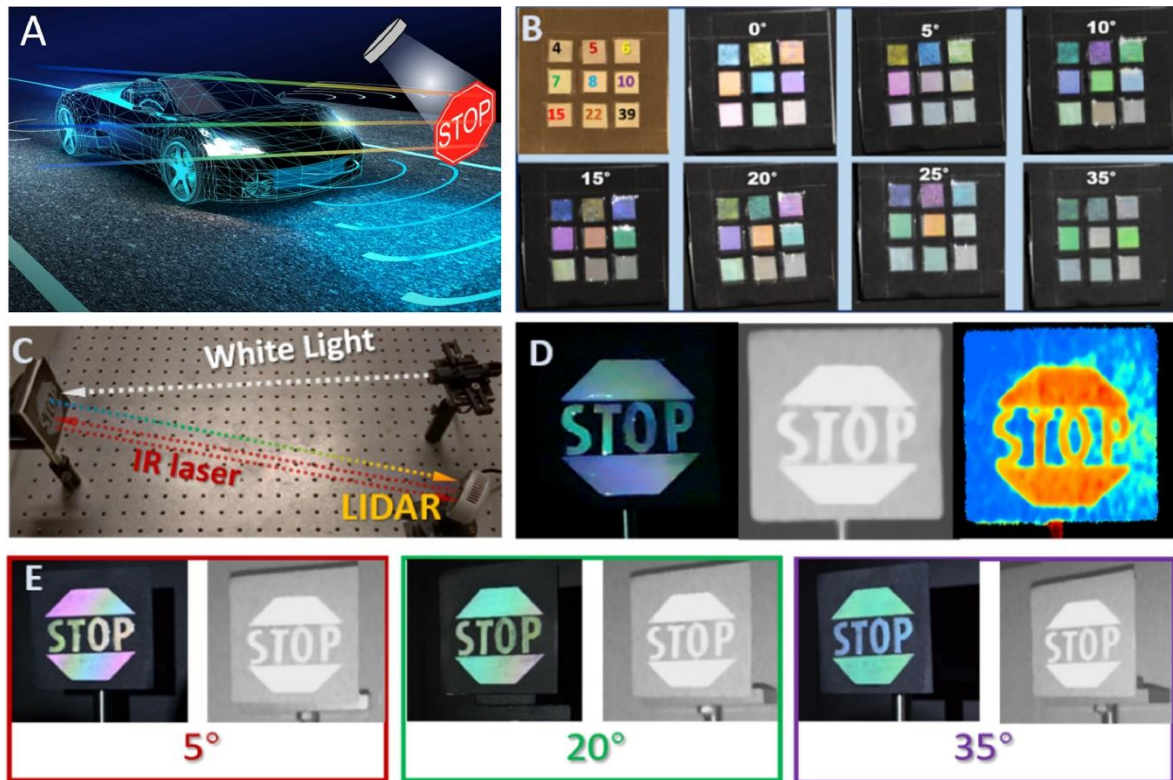 A
STOP
B
4 5 6
7 8 10
15 22 39
0°
5°
10°
15°
20°
25°
35°
C
White Light
IR laser
LIDAR
STOP
D
STOP
STOP
STOP
E
STOP
STOP
5°
STOP
STOP
20°
STOP
STOP
35°